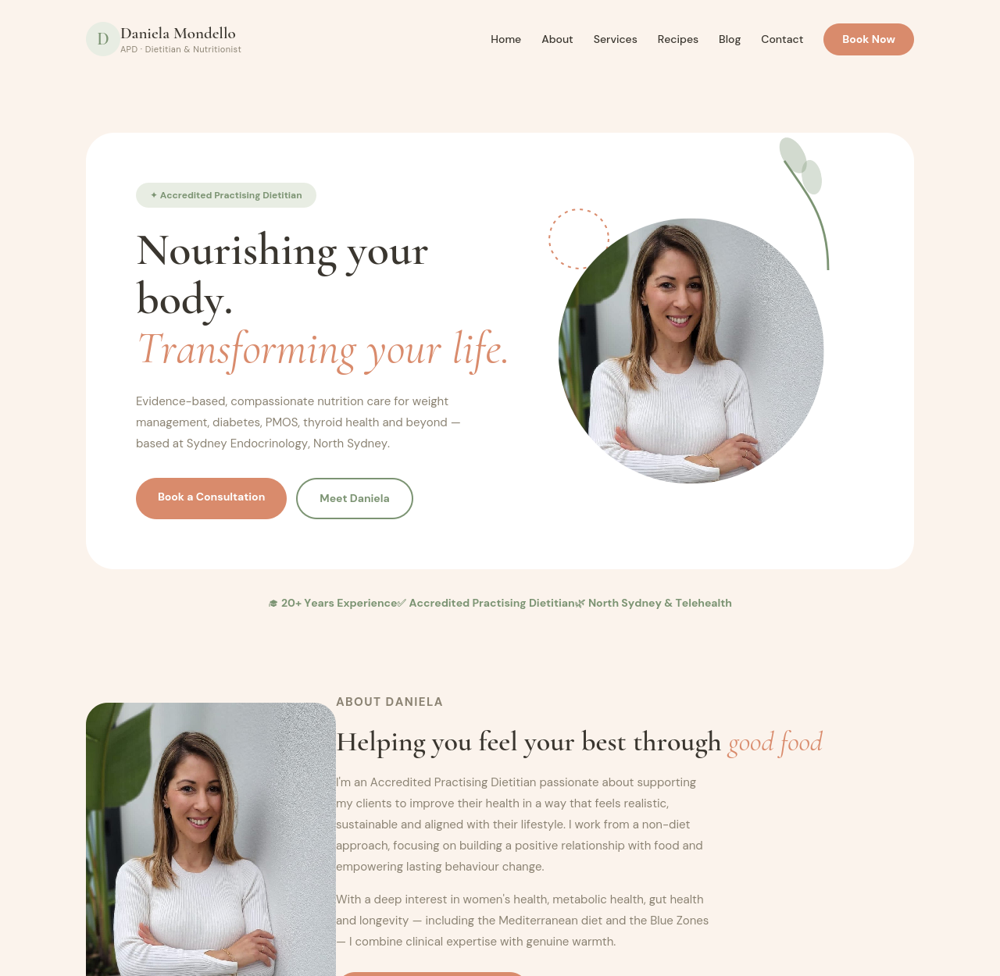 D
Daniela Mondello
APD · Dietitian & Nutritionist
Home About Services Recipes Blog Contact Book Now
✦ Accredited Practising Dietitian
Nourishing your
body.
Transforming your life.
Evidence-based, compassionate nutrition care for weight
management, diabetes, PMOS, thyroid health and beyond —
based at Sydney Endocrinology, North Sydney.
Book a Consultation Meet Daniela
🎓 20+ Years Experience✅ Accredited Practising Dietitian🌿 North Sydney & Telehealth
ABOUT DANIELA
Helping you feel your best through good food
I'm an Accredited Practising Dietitian passionate about supporting
my clients to improve their health in a way that feels realistic,
sustainable and aligned with their lifestyle. I work from a non-diet
approach, focusing on building a positive relationship with food and
empowering lasting behaviour change.
With a deep interest in women's health, metabolic health, gut health
and longevity — including the Mediterranean diet and the Blue Zones
— I combine clinical expertise with genuine warmth.